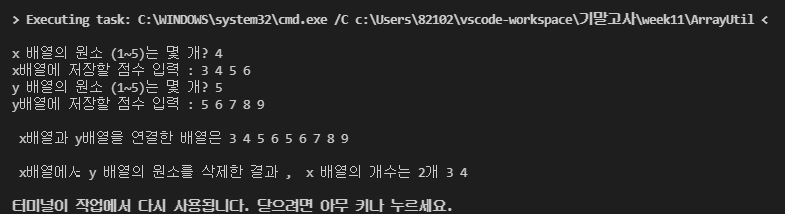 > Executing task: C:\WINDOWS\system32\cmd.exe /C c:\Users\82102\vscode-workspace\기말고사\week11\ArrayUtil <
x 배열의 원소 (1~5)는 몇 개? 4
x배열에 저장할 점수 입력 : 3 4 5 6
y 배열의 원소 (1~5)는 몇 개? 5
y배열에 저장할 점수 입력 : 5 6 7 8 9
x배열과 y배열을 연결한 배열은 3 4 5 6 5 6 7 8 9
x배열에서 y 배열의 원소를 삭제한 결과 , x 배열의 개수는 2개 3 4
터미널이 작업에서 다시 사용됩니다. 닫으려면 아무 키나 누르세요.